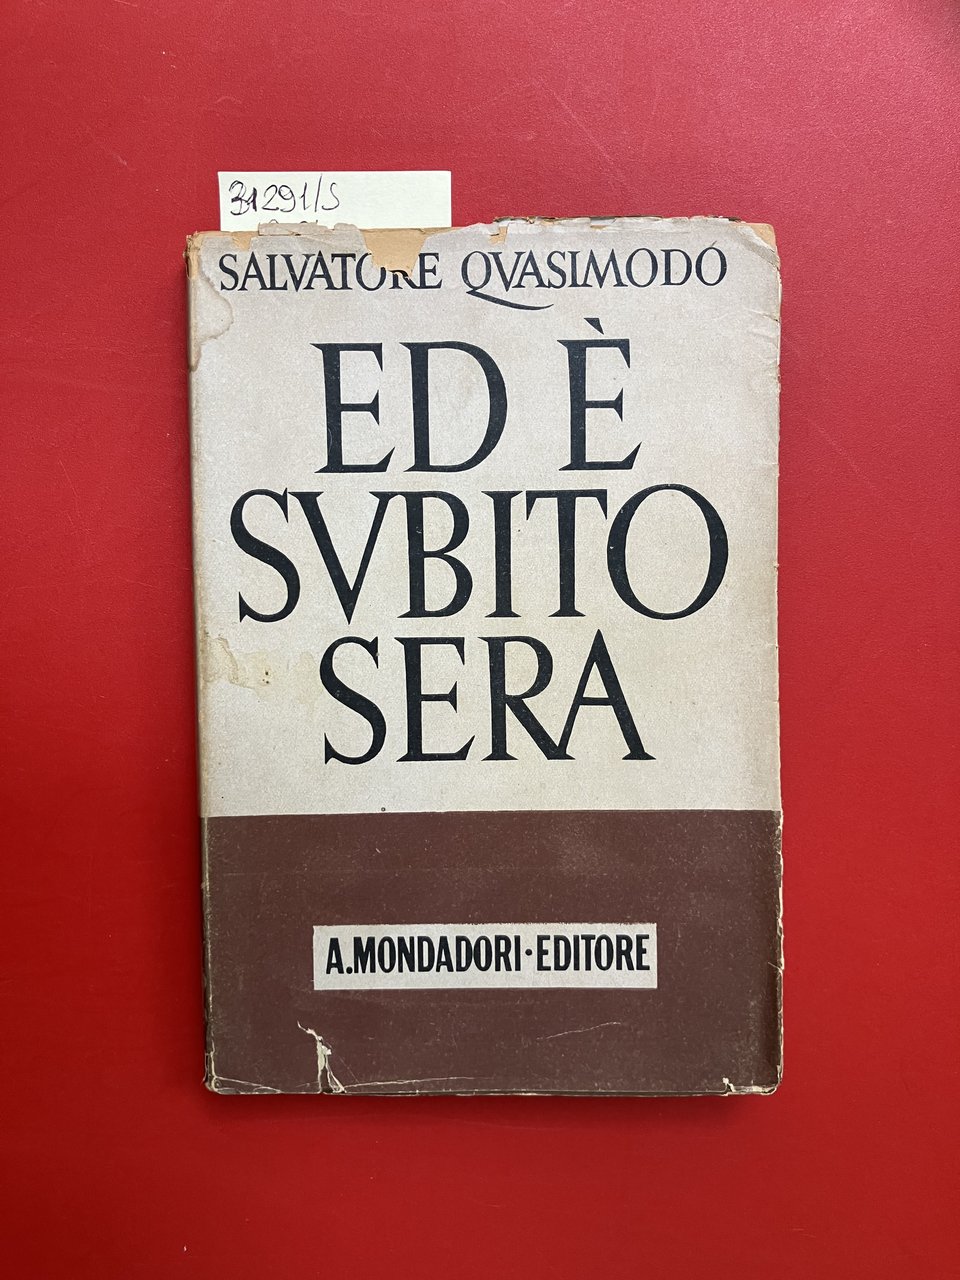 31291/S
SALVATORE QVASIMODO
ED È
SVBITO
SERA
A.MONDADORI·EDITORE